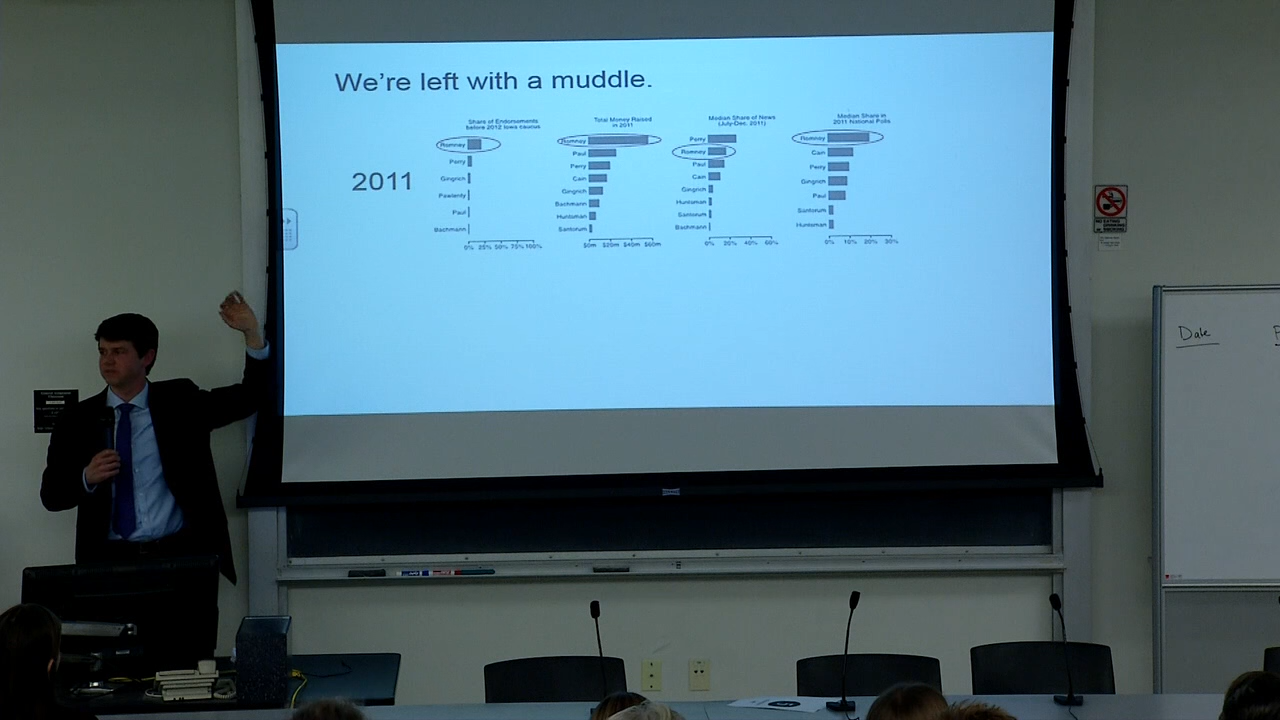 We're left with a muddle.
2011
Share of Endorsements
before 2012 Iowa caucus
Romney
Perry
Gingrich
Pawlenty
Paul
Bachmann
0% 25% 50% 75% 100%
Total Money Raised
in 2011
Romney
Paul
Perry
Cain
Gingrich
Bachmann
Huntsman
Santorum
$0m $20m $40m $60m
Median Share of News
(July-Dec, 2011)
Perry
Romney
Paul
Cain
Gingrich
Huntsman
Santorum
Bachmann
0% 20% 40% 60%
Median Share in
2011 National Polls
Romney
Cain
Perry
Gingrich
Paul
Santorum
Huntsman
0% 10% 20% 30%
Date